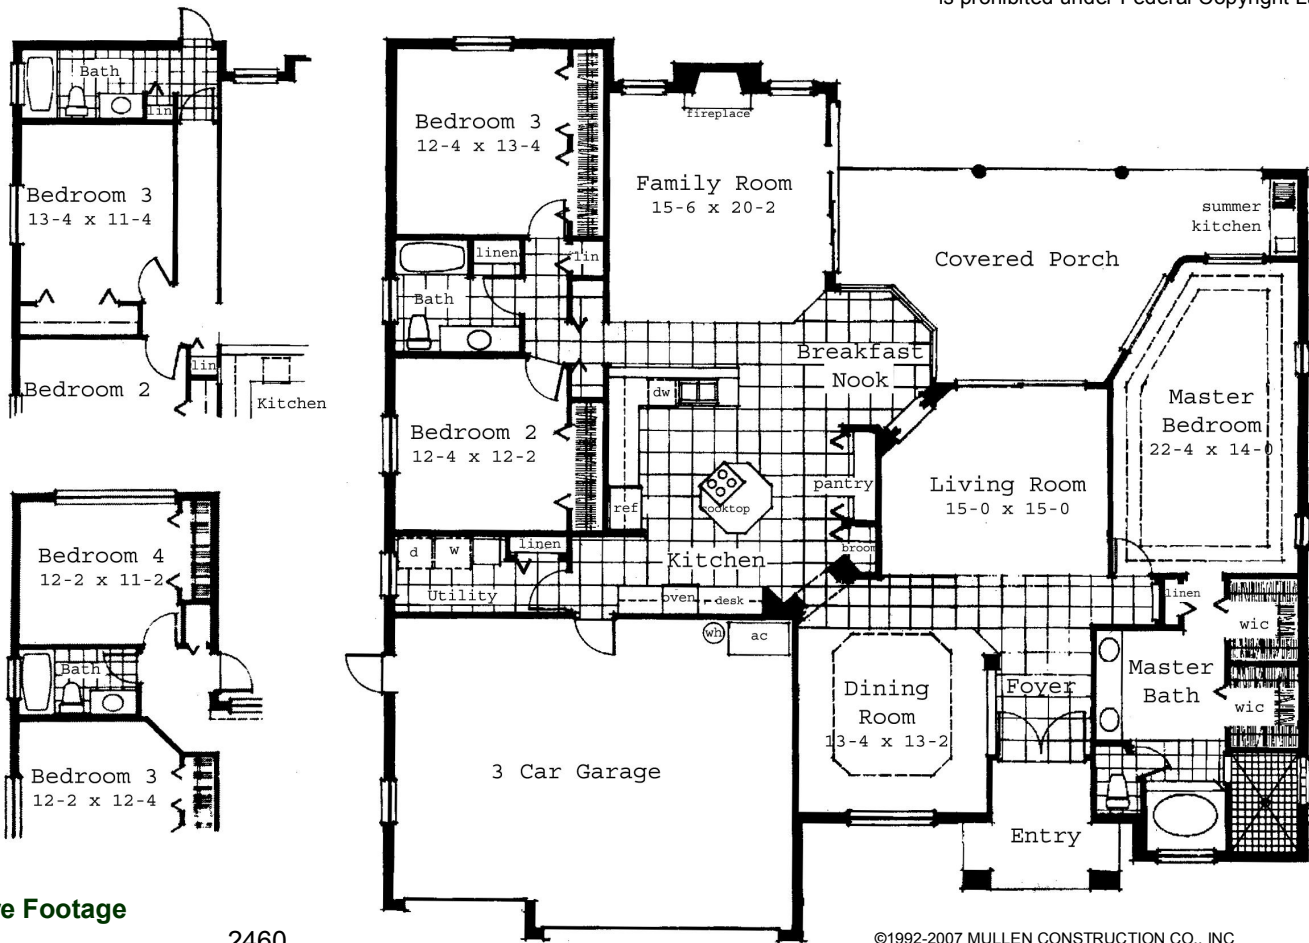 is prohibited under Federal Copyright L
Bath
lin
Bedroom 3
13-4 x 11-4
lin
Bedroom 2
Kitchen
Bedroom 4
12-2 x 11-2
Bath
Bedroom 3
12-2 x 12-4
Bedroom 3
12-4 x 13-4
fireplace
Family Room
15-6 x 20-2
summer
kitchen
Covered Porch
linen
lin
Bath
Breakfast
Nook
dw
Master
Bedroom
22-4 x 14-0
Bedroom 2
12-4 x 12-2
pantry
Living Room
15-0 x 15-0
ref
cooktop
d
w
linen
broom
Kitchen
Utility
oven
desk
linen
wic
wh
ac
Master
Bath
wic
Dining
Room
13-4 x 13-2
Foyer
3 Car Garage
Entry
e Footage
2460
©1992-2007 MULLEN CONSTRUCTION CO., INC